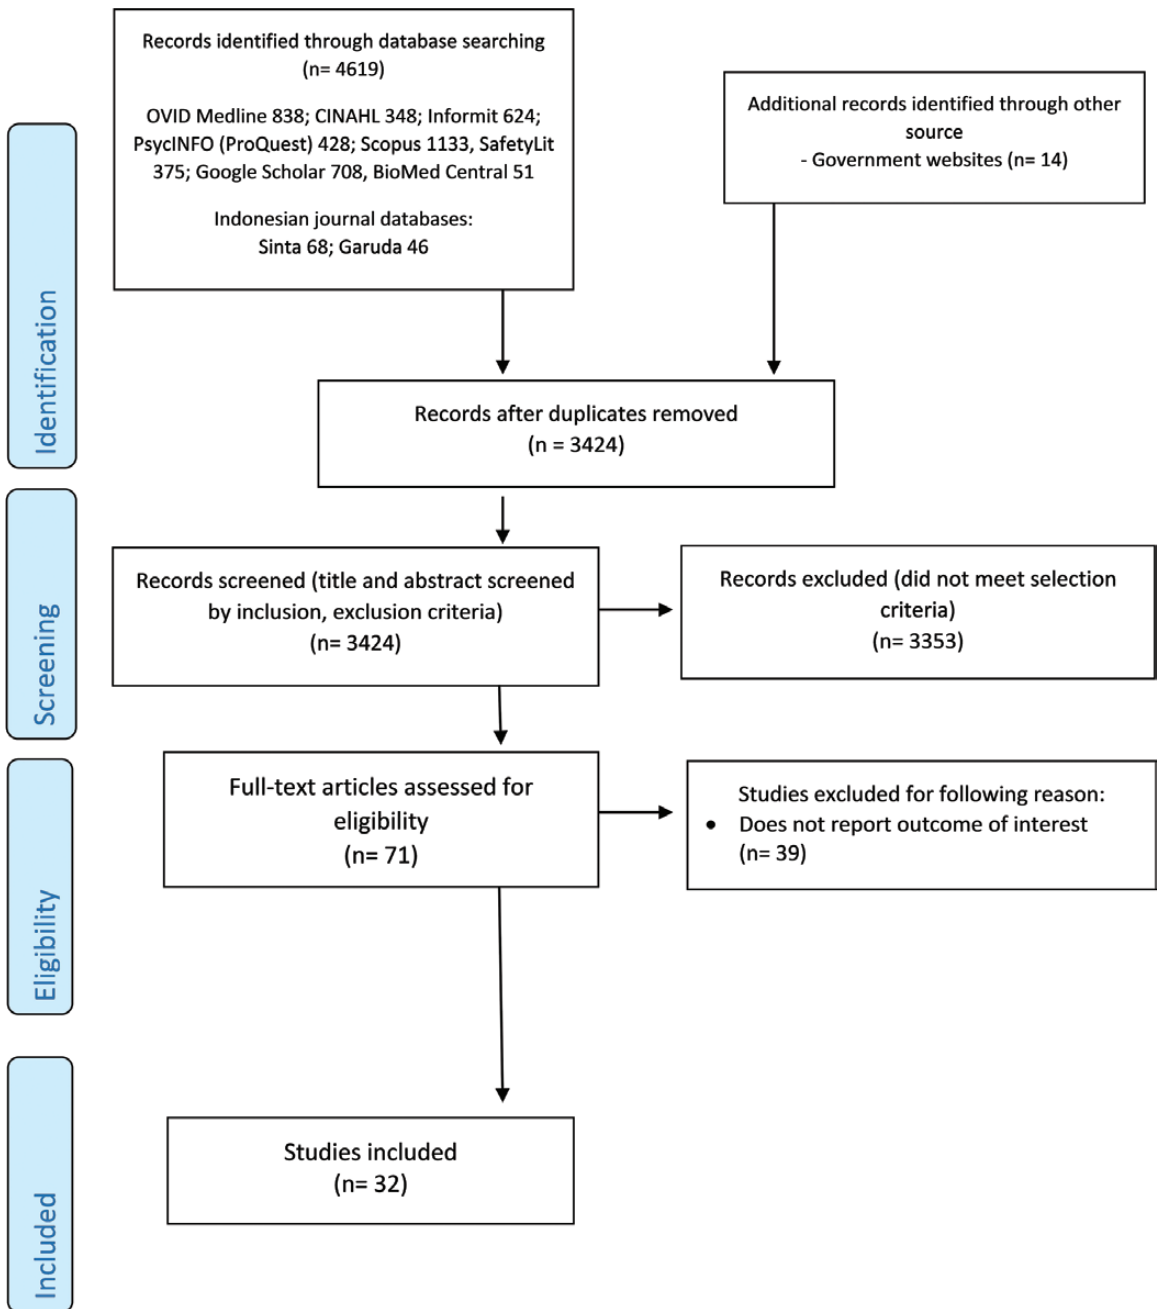 Records identified through database searching
(n= 4619)
OVID Medline 838; CINAHL 348; Informit 624;
PsycINFO (ProQuest) 428; Scopus 1133, SafetyLit
375; Google Scholar 708, BioMed Central 51
Indonesian journal databases:
Sinta 68; Garuda 46
Additional records identified through other
source
- Government websites (n= 14)
Identification
Records after duplicates removed
(n = 3424)
Screening
Records screened (title and abstract screened
by inclusion, exclusion criteria)
(n= 3424)
Records excluded (did not meet selection
criteria)
(n= 3353)
Eligibility
Full-text articles assessed for
eligibility
(n= 71)
Studies excluded for following reason:
• Does not report outcome of interest
(n= 39)
Included
Studies included
(n= 32)